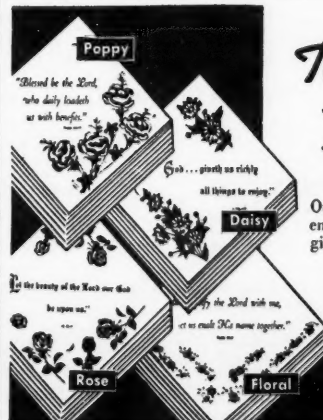 Poppy
"Blessed be the Lord,
who daily loadeth
us with benefits."
God...giveth us richly
all things to enjoy."
Daisy
Let the beauty of the Lord our God
be upon us."
Rose
the Lord with me,
let us exalt His name together."
Floral